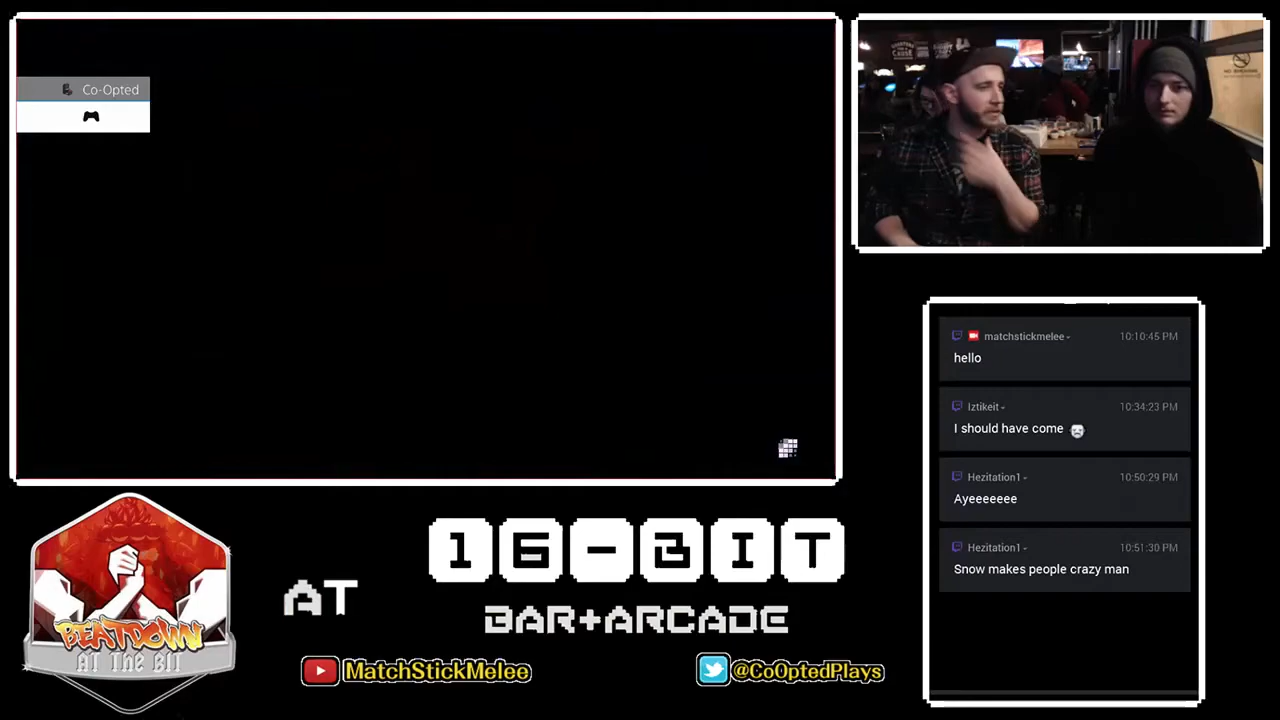 Co-Opted
matchstickmelee
10:10:45 PM
hello
Iztikeit
10:34:23 PM
I should have come
Hezitation1
10:50:29 PM
Ayeeeeeee
Hezitation1
10:51:30 PM
Snow makes people crazy man
BEATDOWN
AT THE BIT
AT
16-BIT
BAR+ARCADE
MatchStickMelee
@CoOptedPlays